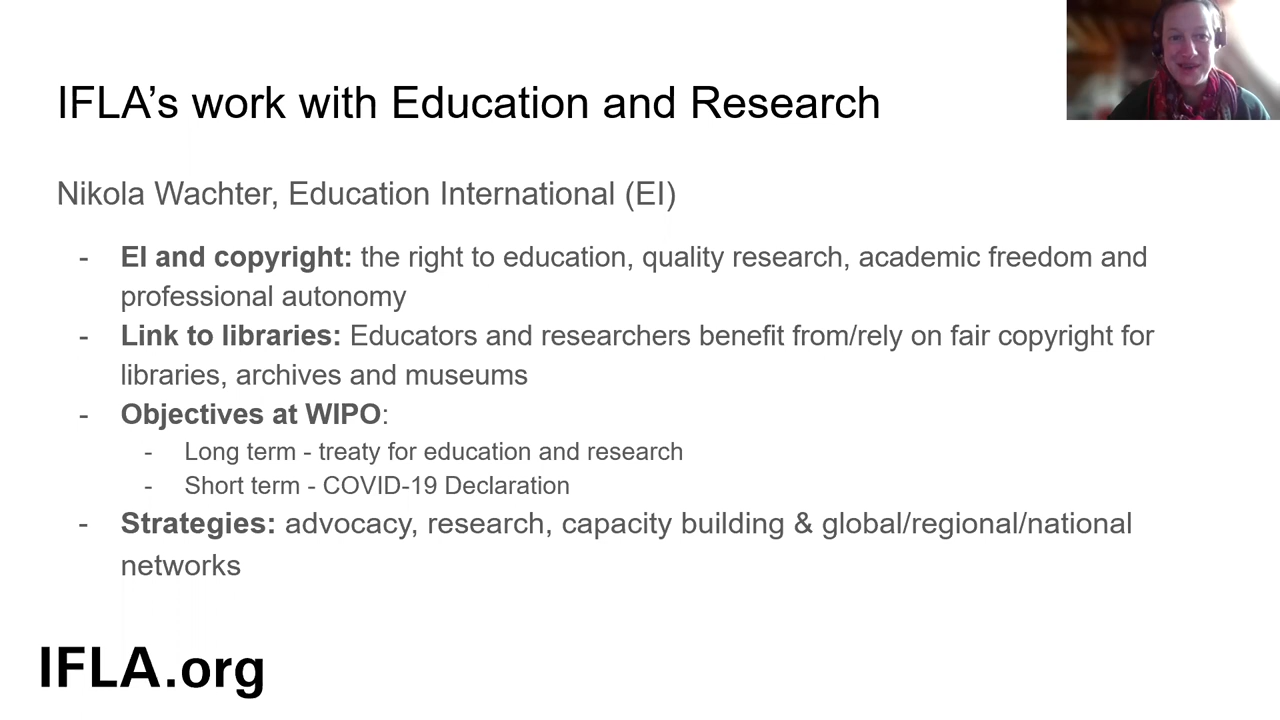 IFLA’s work with Education and Research
Nikola Wachter, Education International (EI)
- EI and copyright: the right to education, quality research, academic freedom and
professional autonomy
- Link to libraries: Educators and researchers benefit from/rely on fair copyright for
libraries, archives and museums
- Objectives at WIPO:
- Long term - treaty for education and research
- Short term - COVID-19 Declaration
- Strategies: advocacy, research, capacity building & global/regional/national
networks
IFLA.org